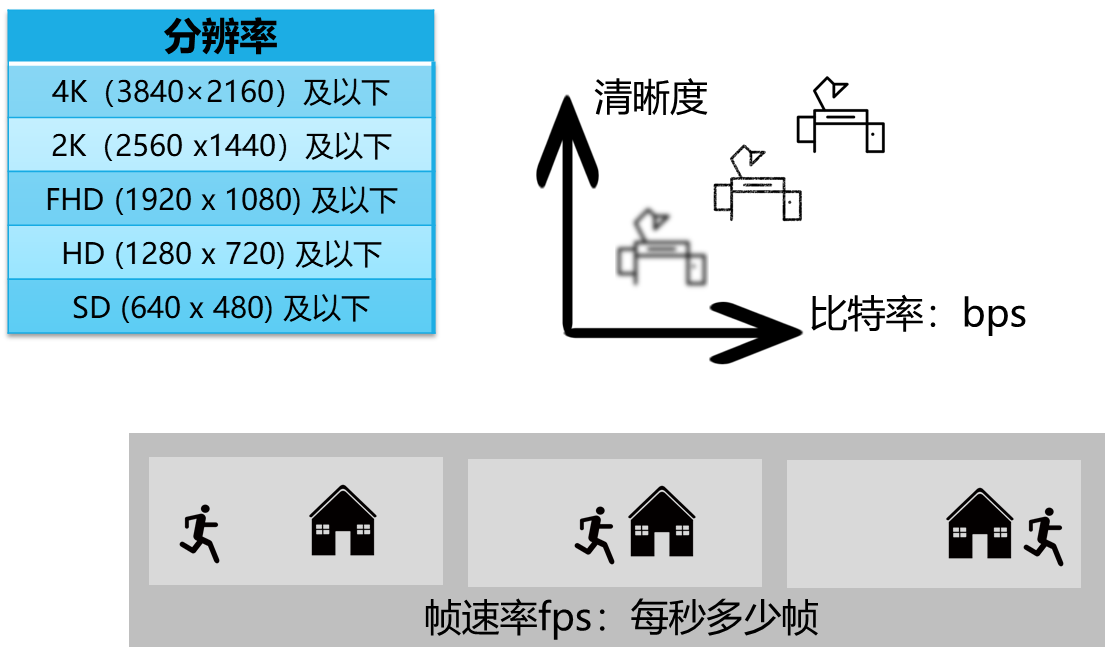 分辨率
4K（3840×2160）及以下
2K（2560 x1440）及以下
FHD (1920 x 1080) 及以下
HD (1280 x 720) 及以下
SD (640 x 480) 及以下
清晰度
比特率：bps
帧速率fps：每秒多少帧